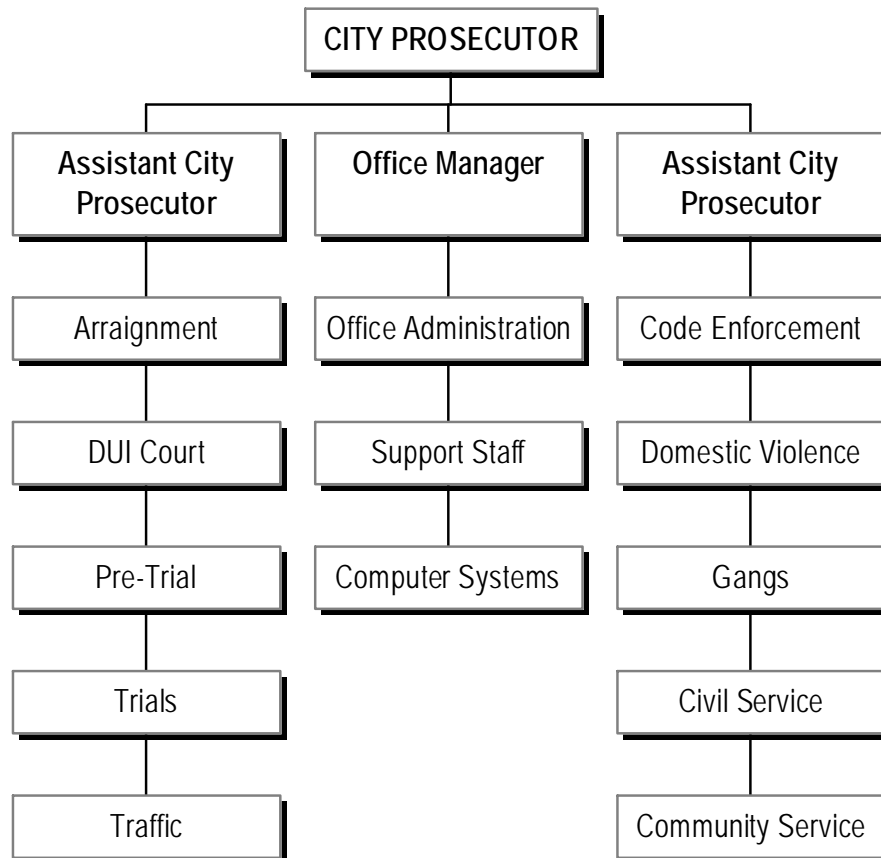 CITY PROSECUTOR
Assistant City
Prosecutor
Office Manager
Assistant City
Prosecutor
Arraignment
Office Administration
Code Enforcement
DUI Court
Support Staff
Domestic Violence
Pre-Trial
Computer Systems
Gangs
Trials
Civil Service
Traffic
Community Service